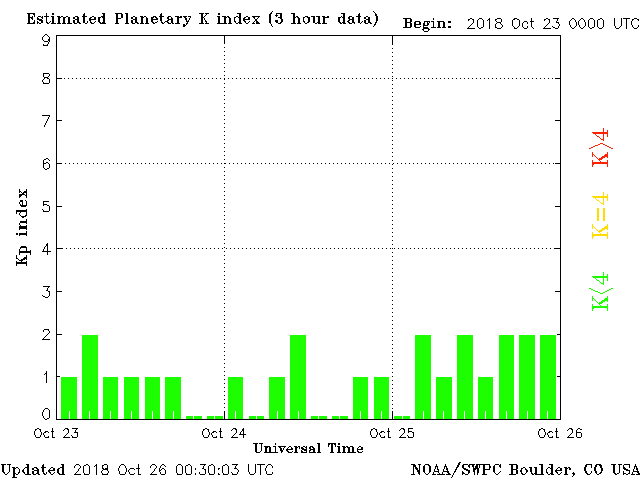 Estimated Planetary K index (3 hour data) Begin: 2018 Oct 23 0000 UTC
9
8
7
6
5
4
3
2
1
0
Kp index
K>4
K=4
K<4
Oct 23 Oct 24 Oct 25 Oct 26
Universal Time
Updated 2018 Oct 26 00:30:03 UTC NOAA/SWPC Boulder, CO USA